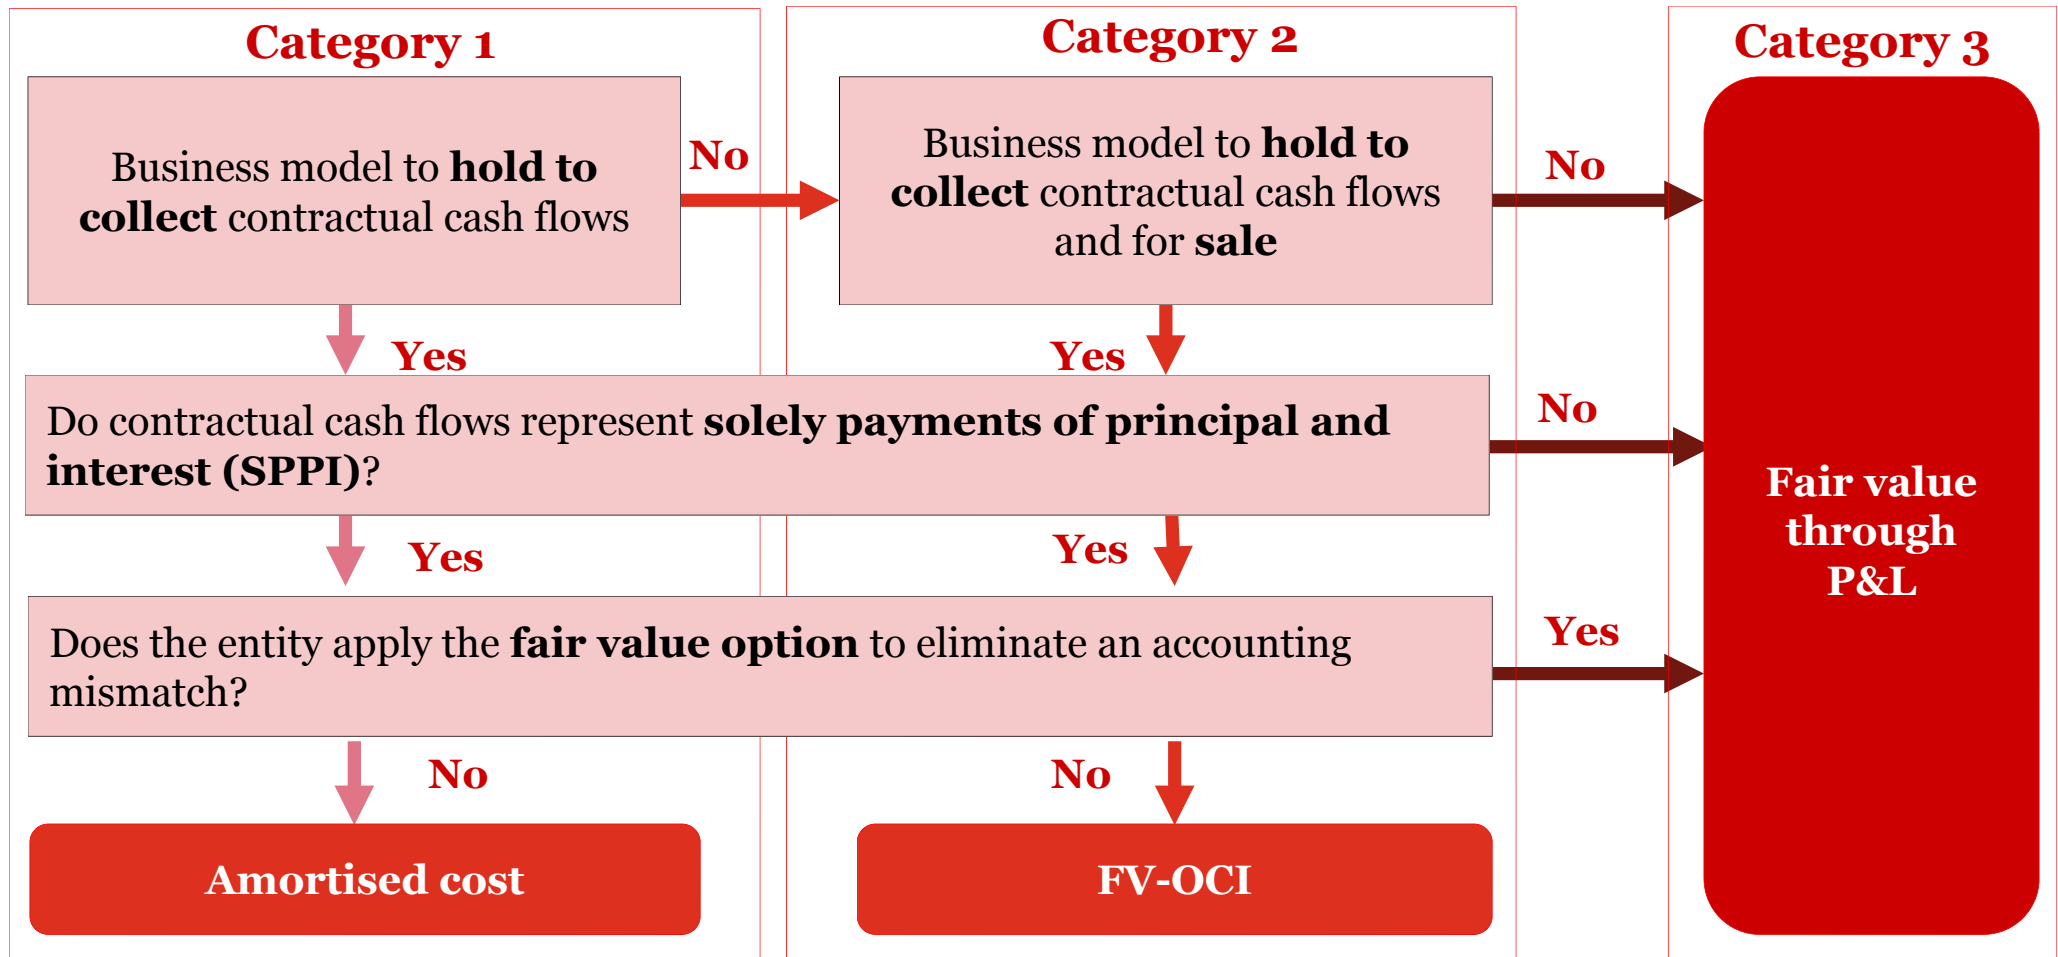 Category 1
Business model to hold to
collect contractual cash flows
No
Category 2
Business model to hold to
collect contractual cash flows
and for sale
No
Category 3
Yes
Yes
Do contractual cash flows represent solely payments of principal and
interest (SPPI)?
No
Yes
Yes
Does the entity apply the fair value option to eliminate an accounting
mismatch?
Yes
Fair value
through
P&L
No
No
Amortised cost
FV-OCI